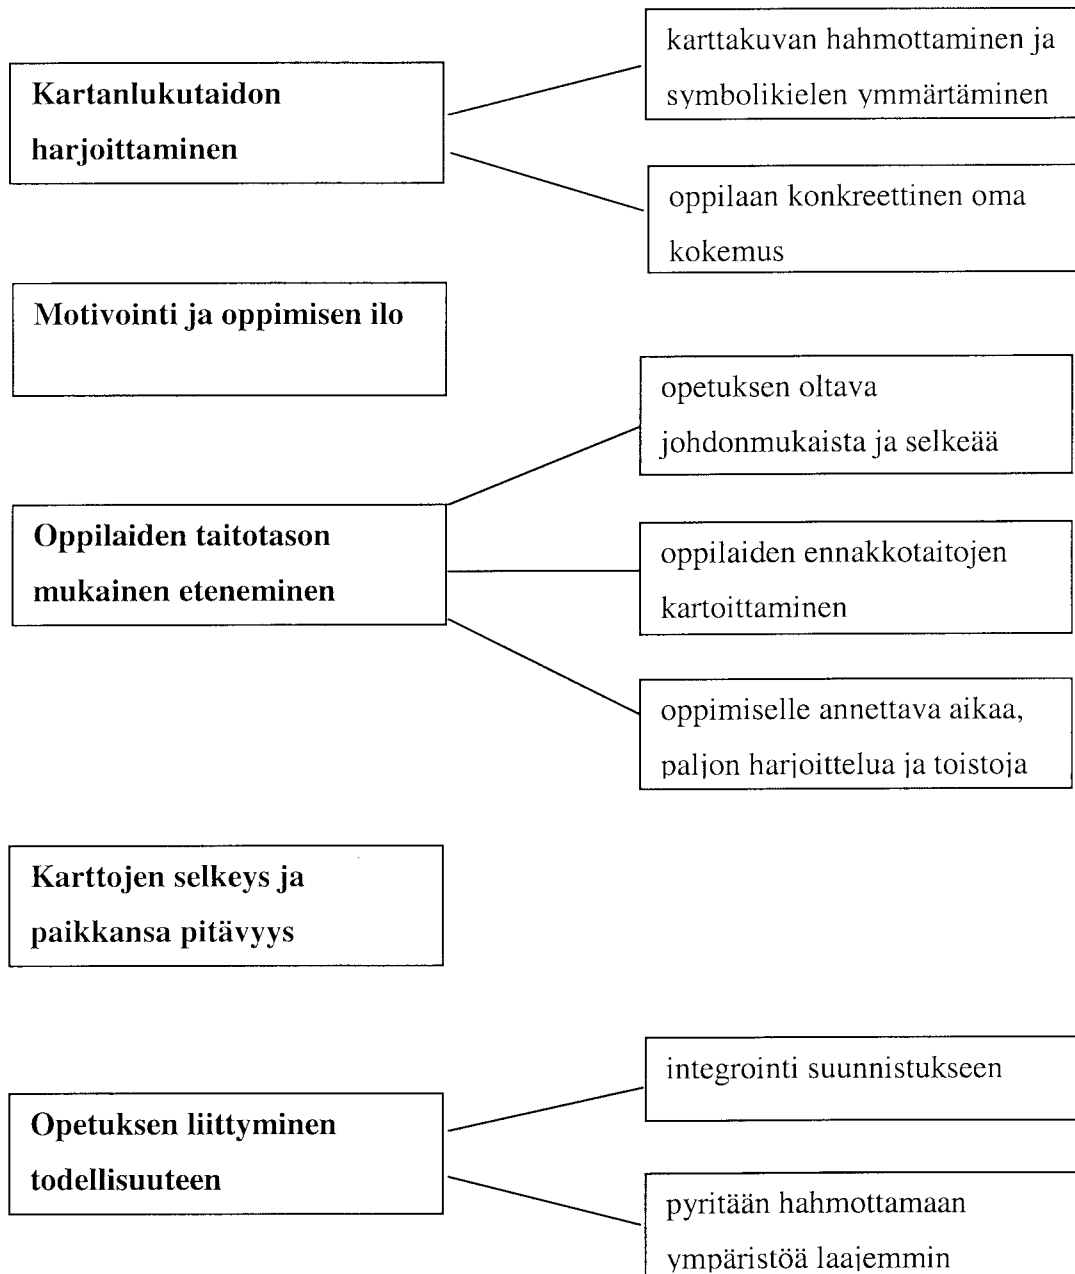 Kartanlukutaidon
harjoittaminen
karttakuvan hahmottaminen ja
symbolikielen ymmärtäminen
oppilaan konkreettinen oma
kokemus
Motivointi ja oppimisen ilo
Oppilaiden taitotason
mukainen eteneminen
opetuksen oltava
johdonmukaista ja selkeää
oppilaiden ennakkotaitojen
kartoittaminen
oppimiselle annettava aikaa,
paljon harjoittelua ja toistoja
Karttojen selkeys ja
paikkansa pitävyys
Opetuksen liittyminen
todellisuuteen
integrointi suunnistukseen
pyritään hahmottamaan
ympäristöä laajemmin